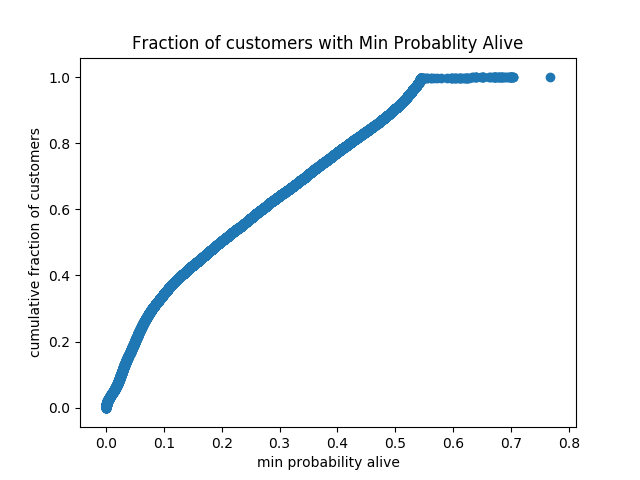 Fraction of customers with Min Probablity Alive
1.0
0.8
0.6
0.4
0.2
0.0
cumulative fraction of customers
0.0 0.1 0.2 0.3 0.4 0.5 0.6 0.7 0.8
min probability alive